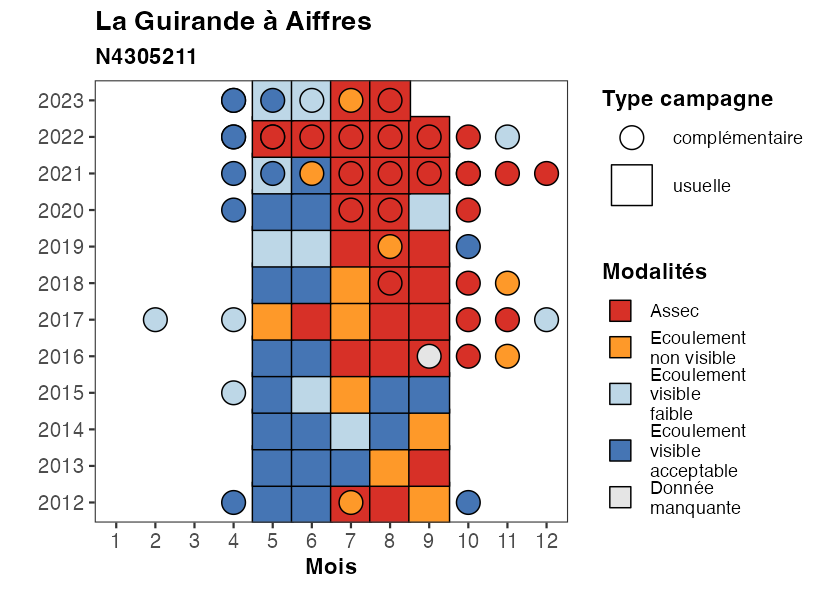 La Guirande à Aiffres
N4305211
2023
2022
2021
2020
2019
2018
2017
2016
2015
2014
2013
2012
1 2 3 4 5 6 7 8 9 10 11 12
Mois
Type campagne
complémentaire
usuelle
Modalités
Assec
Ecoulement
non visible
Ecoulement
visible
faible
Ecoulement
visible
acceptable
Donnée
manquante